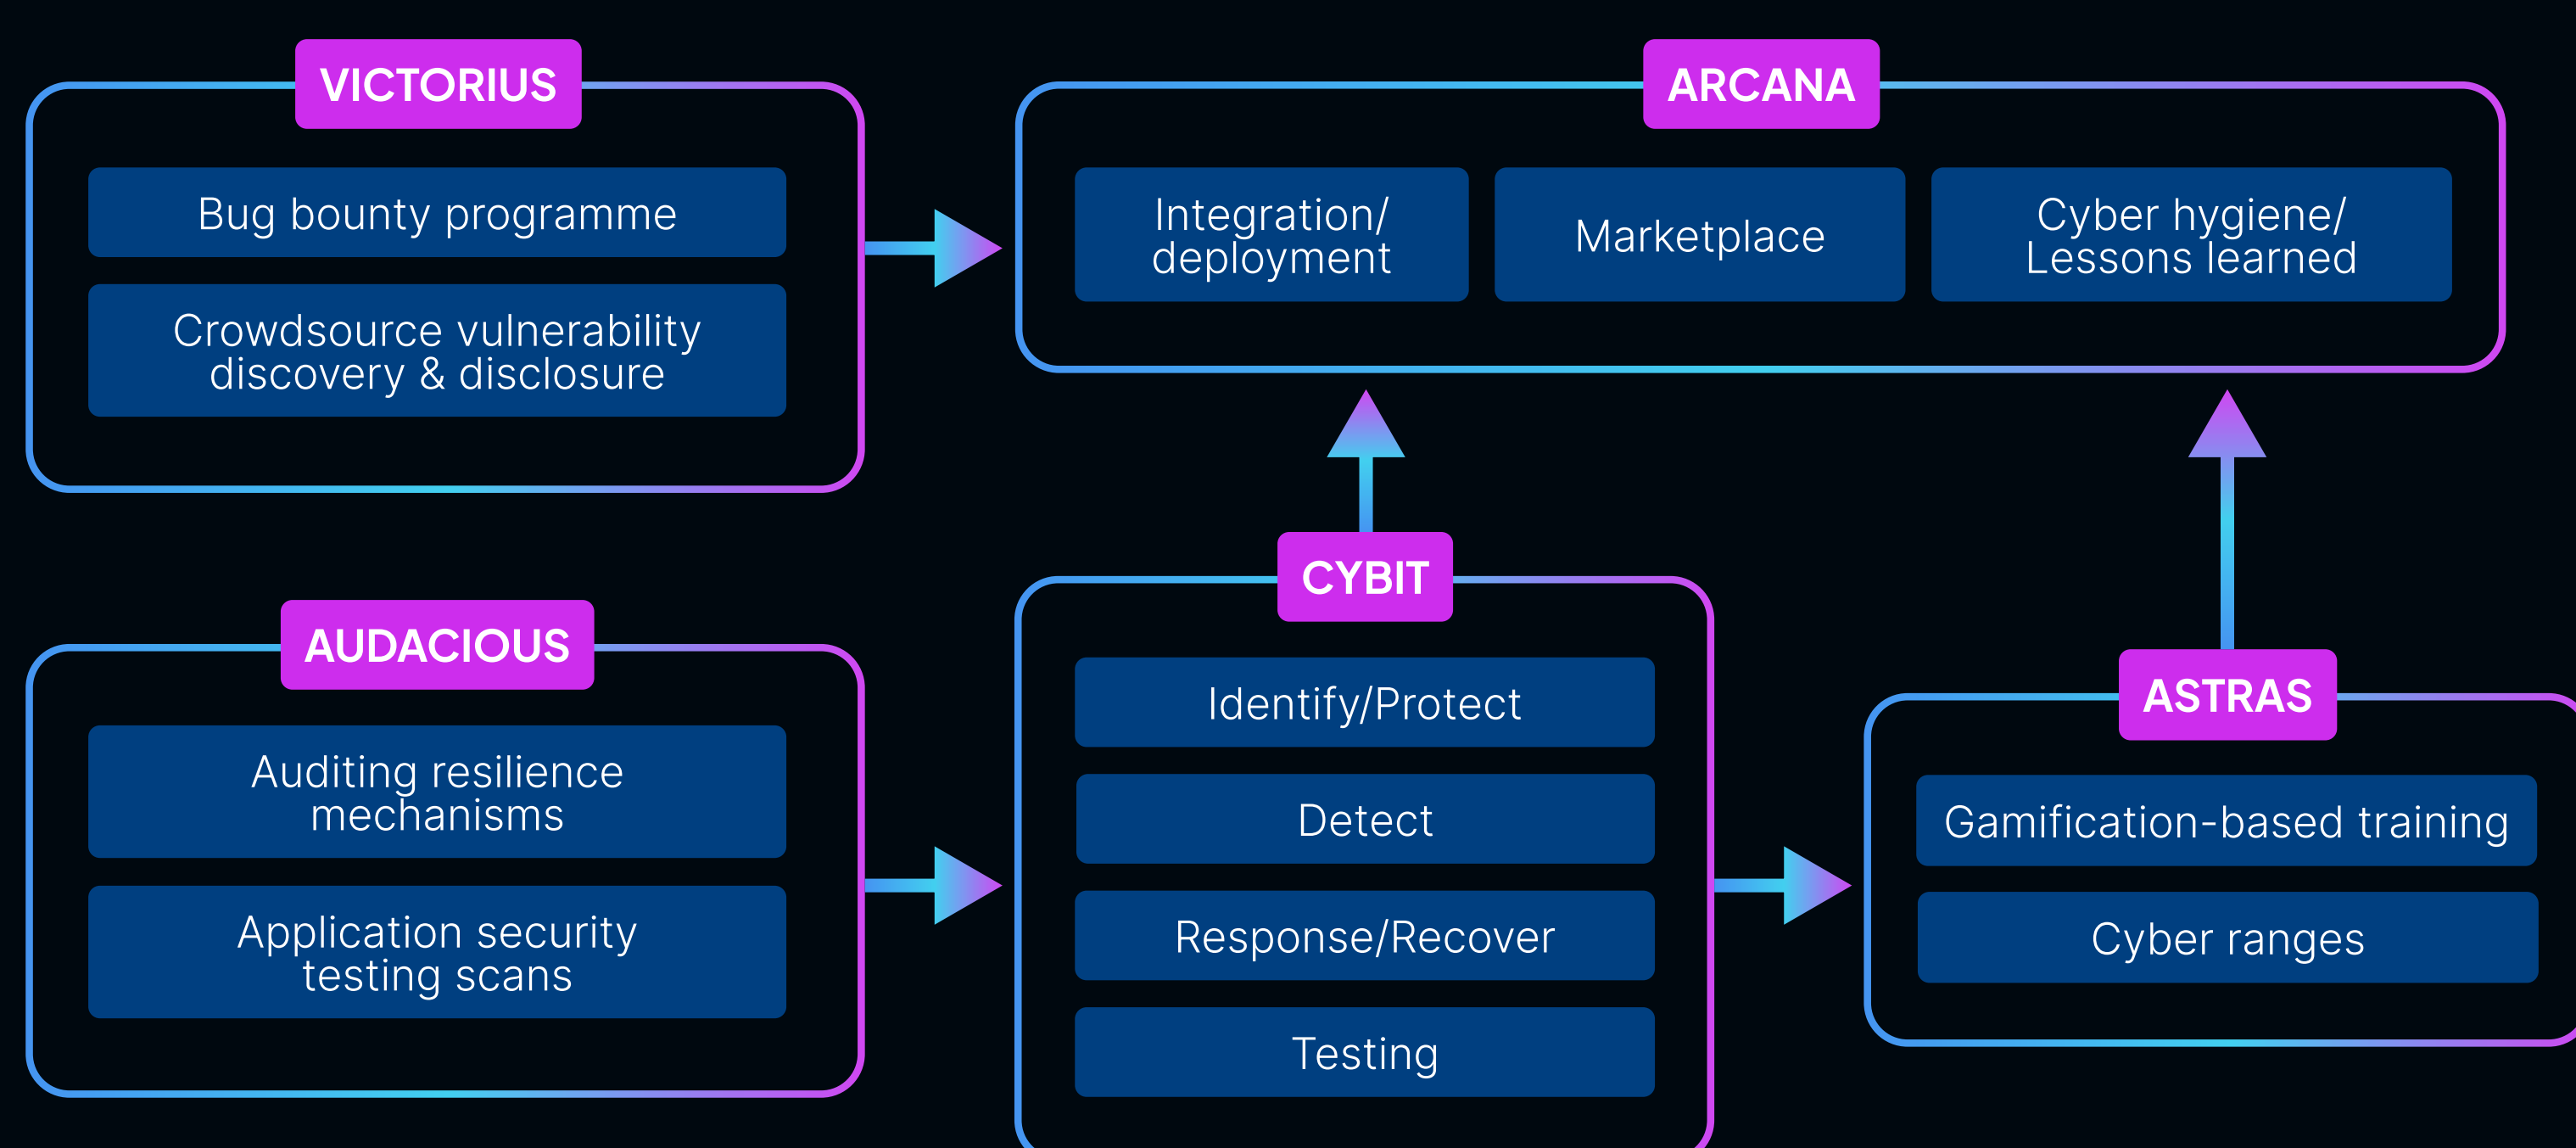 VICTORIUS
Bug bounty programme
Crowdsource vulnerability
discovery & disclosure
ARCANA
Integration/
deployment
Marketplace
Cyber hygiene/
Lessons learned
AUDACIOUS
Auditing resilience
mechanisms
Application security
testing scans
CYBIT
Identify/Protect
Detect
Response/Recover
Testing
ASTRAS
Gamification-based training
Cyber ranges